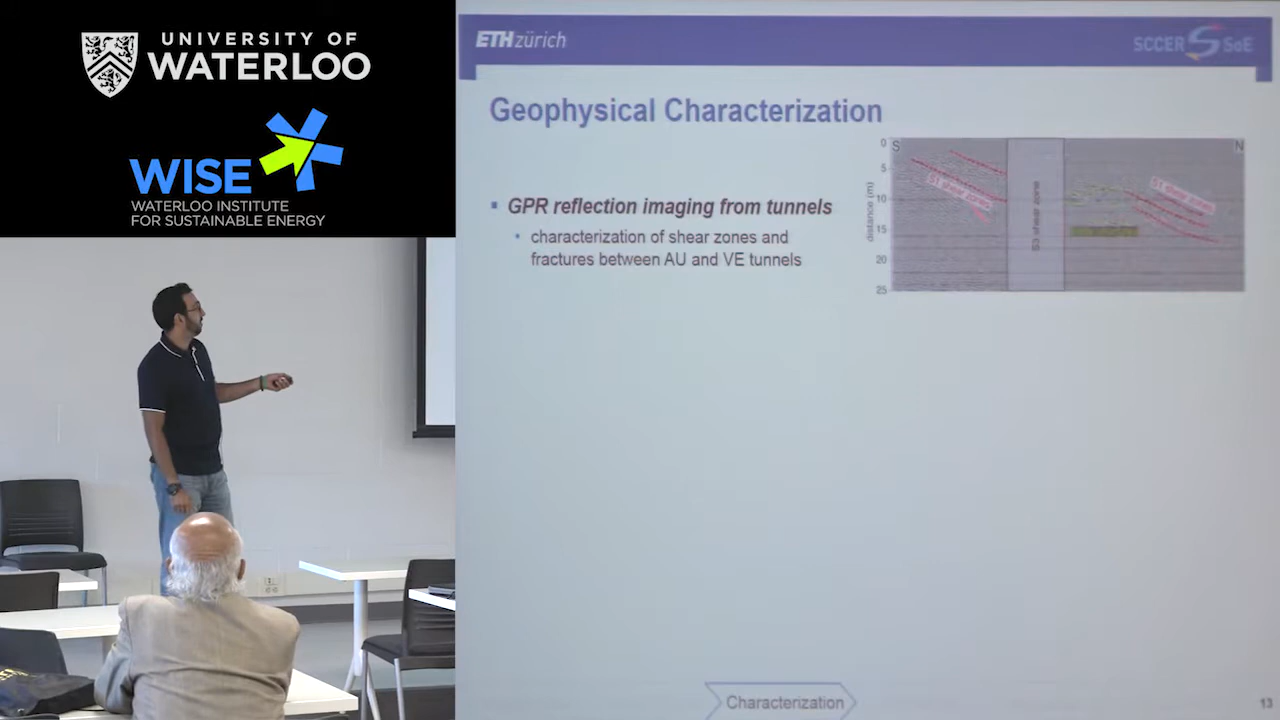 UNIVERSITY OF
WATERLOO
WISE
WATERLOO INSTITUTE
FOR SUSTAINABLE ENERGY
ETH zürich
SCCER SoE
Geophysical Characterization
GPR reflection imaging from tunnels
characterization of shear zones and
fractures between AU and VE tunnels
S
N
0
5
10
15
20
25
distance (m)
S1 shear zones
S3 shear zone
S1 shear zones
Characterization
13